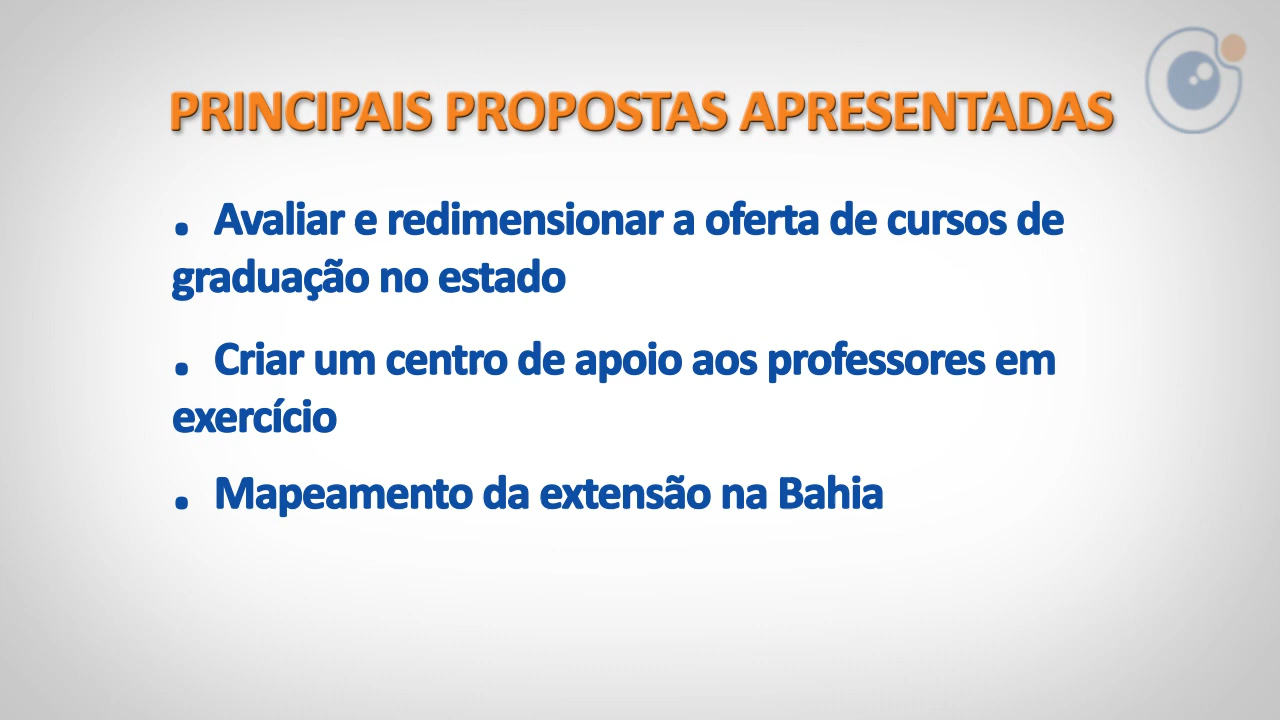 PRINCIPAIS PROPOSTAS APRESENTADAS
. Avaliar e redimensionar a oferta de cursos de
graduação no estado
. Criar um centro de apoio aos professores em
exercício
. Mapeamento da extensão na Bahia